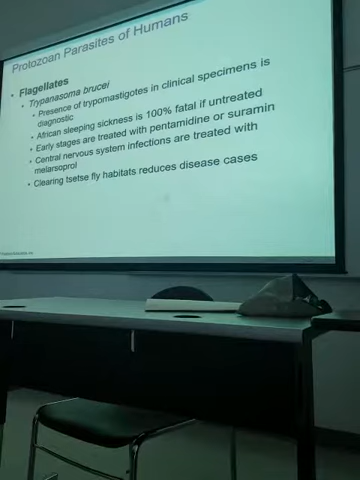 Protozoan Parasites of Humans
• Flagellates
• Trypanasoma brucei
• Presence of trypomastigotes in clinical specimens is
diagnostic
• African sleeping sickness is 100% fatal if untreated
• Early stages are treated with pentamidine or suramin
• Central nervous system infections are treated with
melarsoprol
• Clearing tsetse fly habitats reduces disease cases